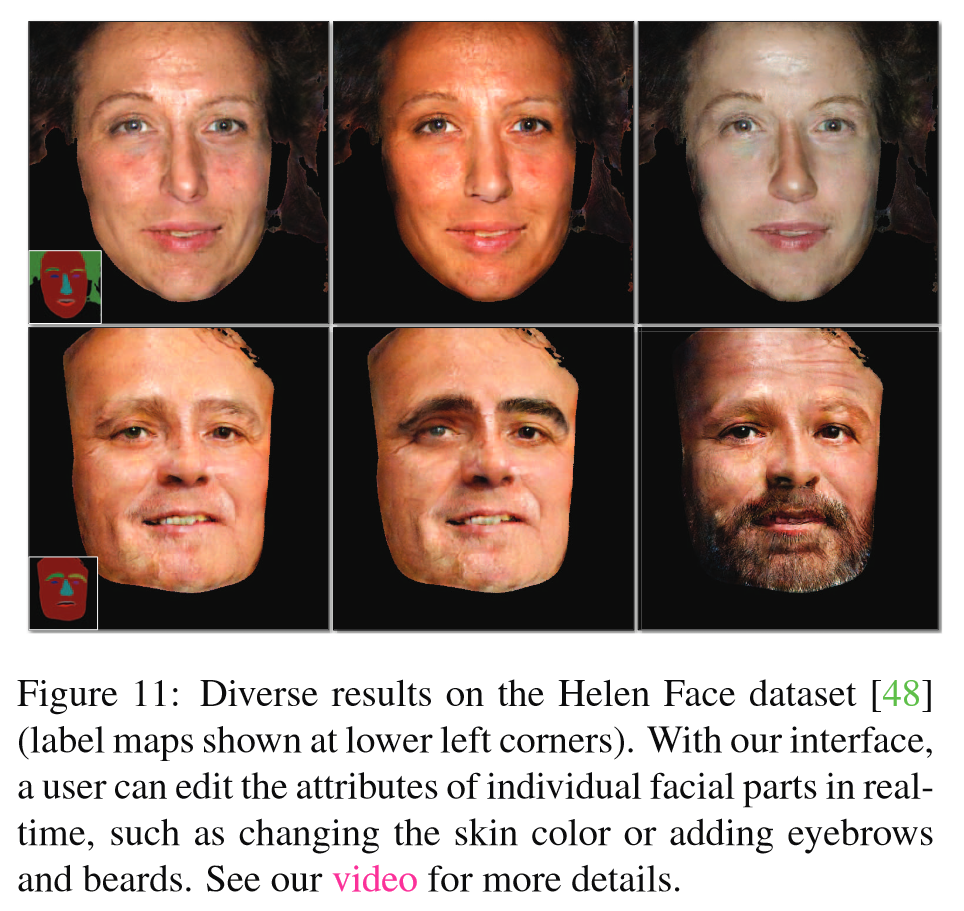 Figure 11: Diverse results on the Helen Face dataset [48]
(label maps shown at lower left corners). With our interface,
a user can edit the attributes of individual facial parts in real-
time, such as changing the skin color or adding eyebrows
and beards. See our video for more details.